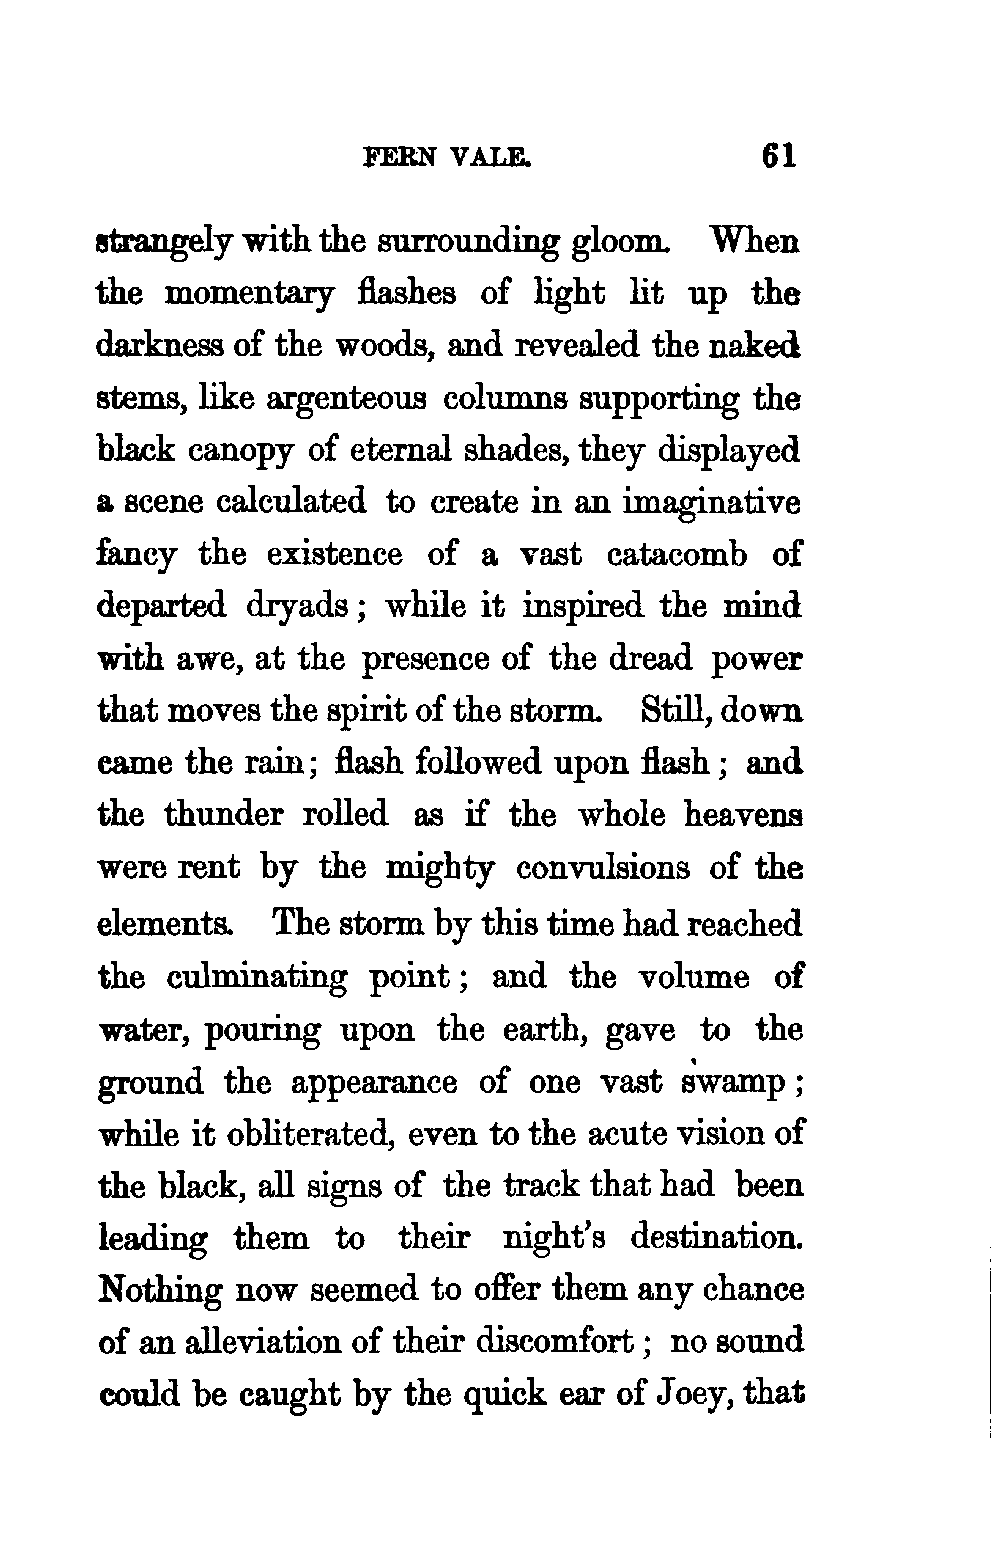 FERN VALE. 61
strangely with the surrounding gloom. When
the momentary flashes of light lit up the
darkness of the woods, and revealed the naked
stems, like argenteous columns supporting the
black canopy of eternal shades, they displayed
a scene calculated to create in an imaginative
fancy the existence of a vast catacomb of
departed dryads; while it inspired the mind
with awe, at the presence of the dread power
that moves the spirit of the storm. Still, down
came the rain; flash followed upon flash; and
the thunder rolled as if the whole heavens
were rent by the mighty convulsions of the
elements. The storm by this time had reached
the culminating point; and the volume of
water, pouring upon the earth, gave to the
ground the appearance of one vast swamp;
while it obliterated, even to the acute vision of
the black, all signs of the track that had been
leading them to their night's destination.
Nothing now seemed to offer them any chance
of an alleviation of their discomfort; no sound
could be caught by the quick ear of Joey, that